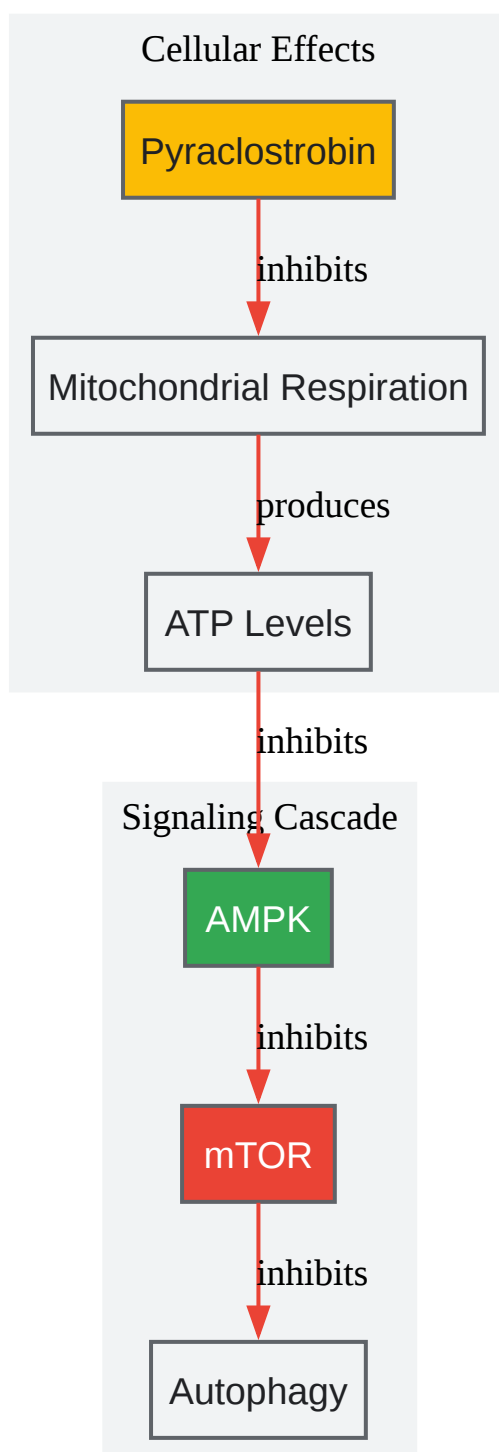 Cellular Effects
Pyraclostrobin
inhibits
Mitochondrial Respiration
produces
ATP Levels
inhibits
Signaling Cascade
AMPK
inhibits
mTOR
inhibits
Autophagy